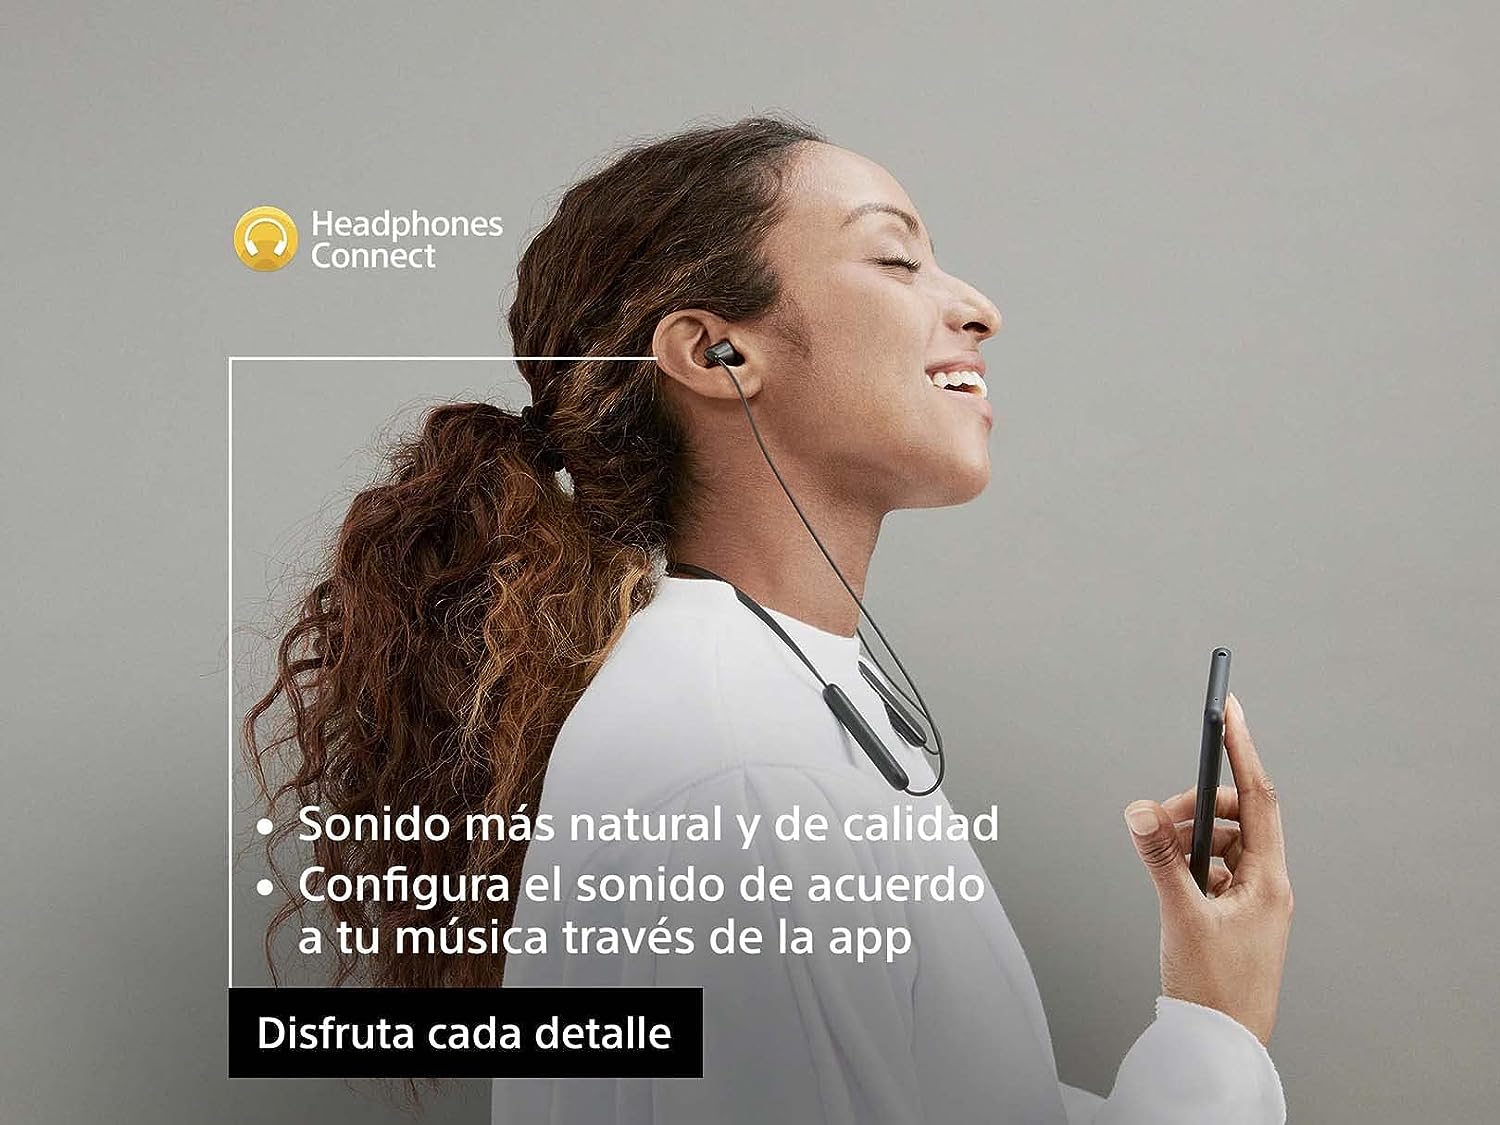 Headphones
Connect
• Sonido más natural y de calidad
• Configura el sonido de acuerdo
a tu música través de la app
Disfruta cada detalle